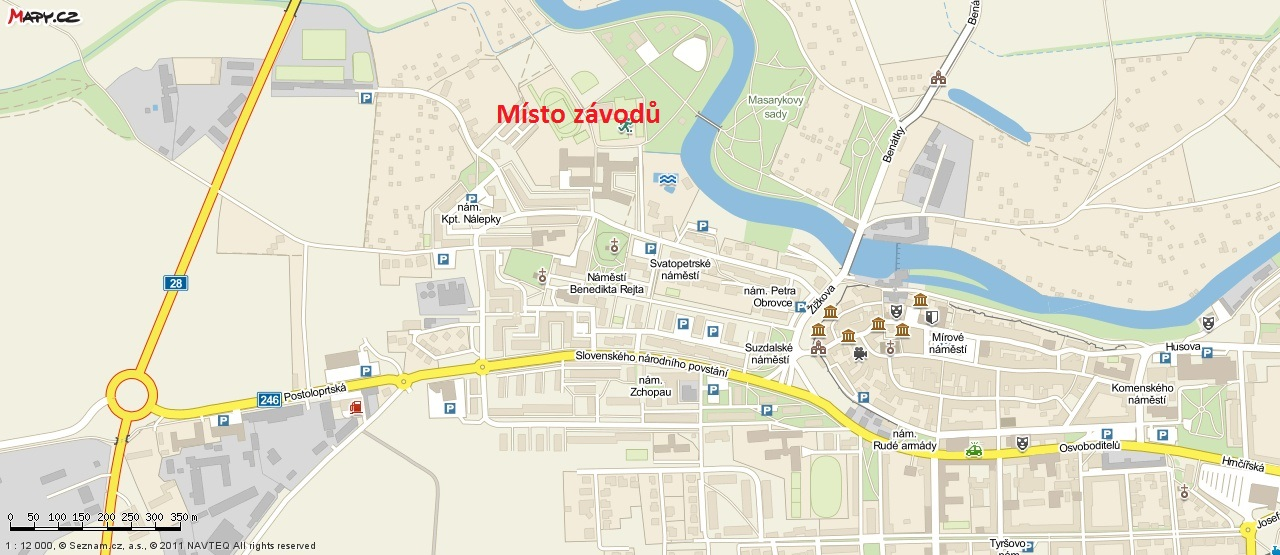 Mapy.cz
Místo závodů
Masarykovy
sady
Benátky
nám.
Kpt. Nálepky
Svatopetrské
náměstí
Náměstí
Benedikta Rejta
nám. Petra
Obrovce
Žižkova
28
Suzdalské
náměstí
Mírové
náměstí
Husova
Slovenského národního povstání
246
Postoloprtská
nám.
Zchopau
Komenského
náměstí
nám.
Rudé armády
Osvoboditelů
Hrnčířská
0 50 100 150 200 250 300 350 m
1 : 12 000, © Seznam.cz, a.s., © 2011 NAVTEQ All rights reserd
Tyršovo
nám.
Josef
P